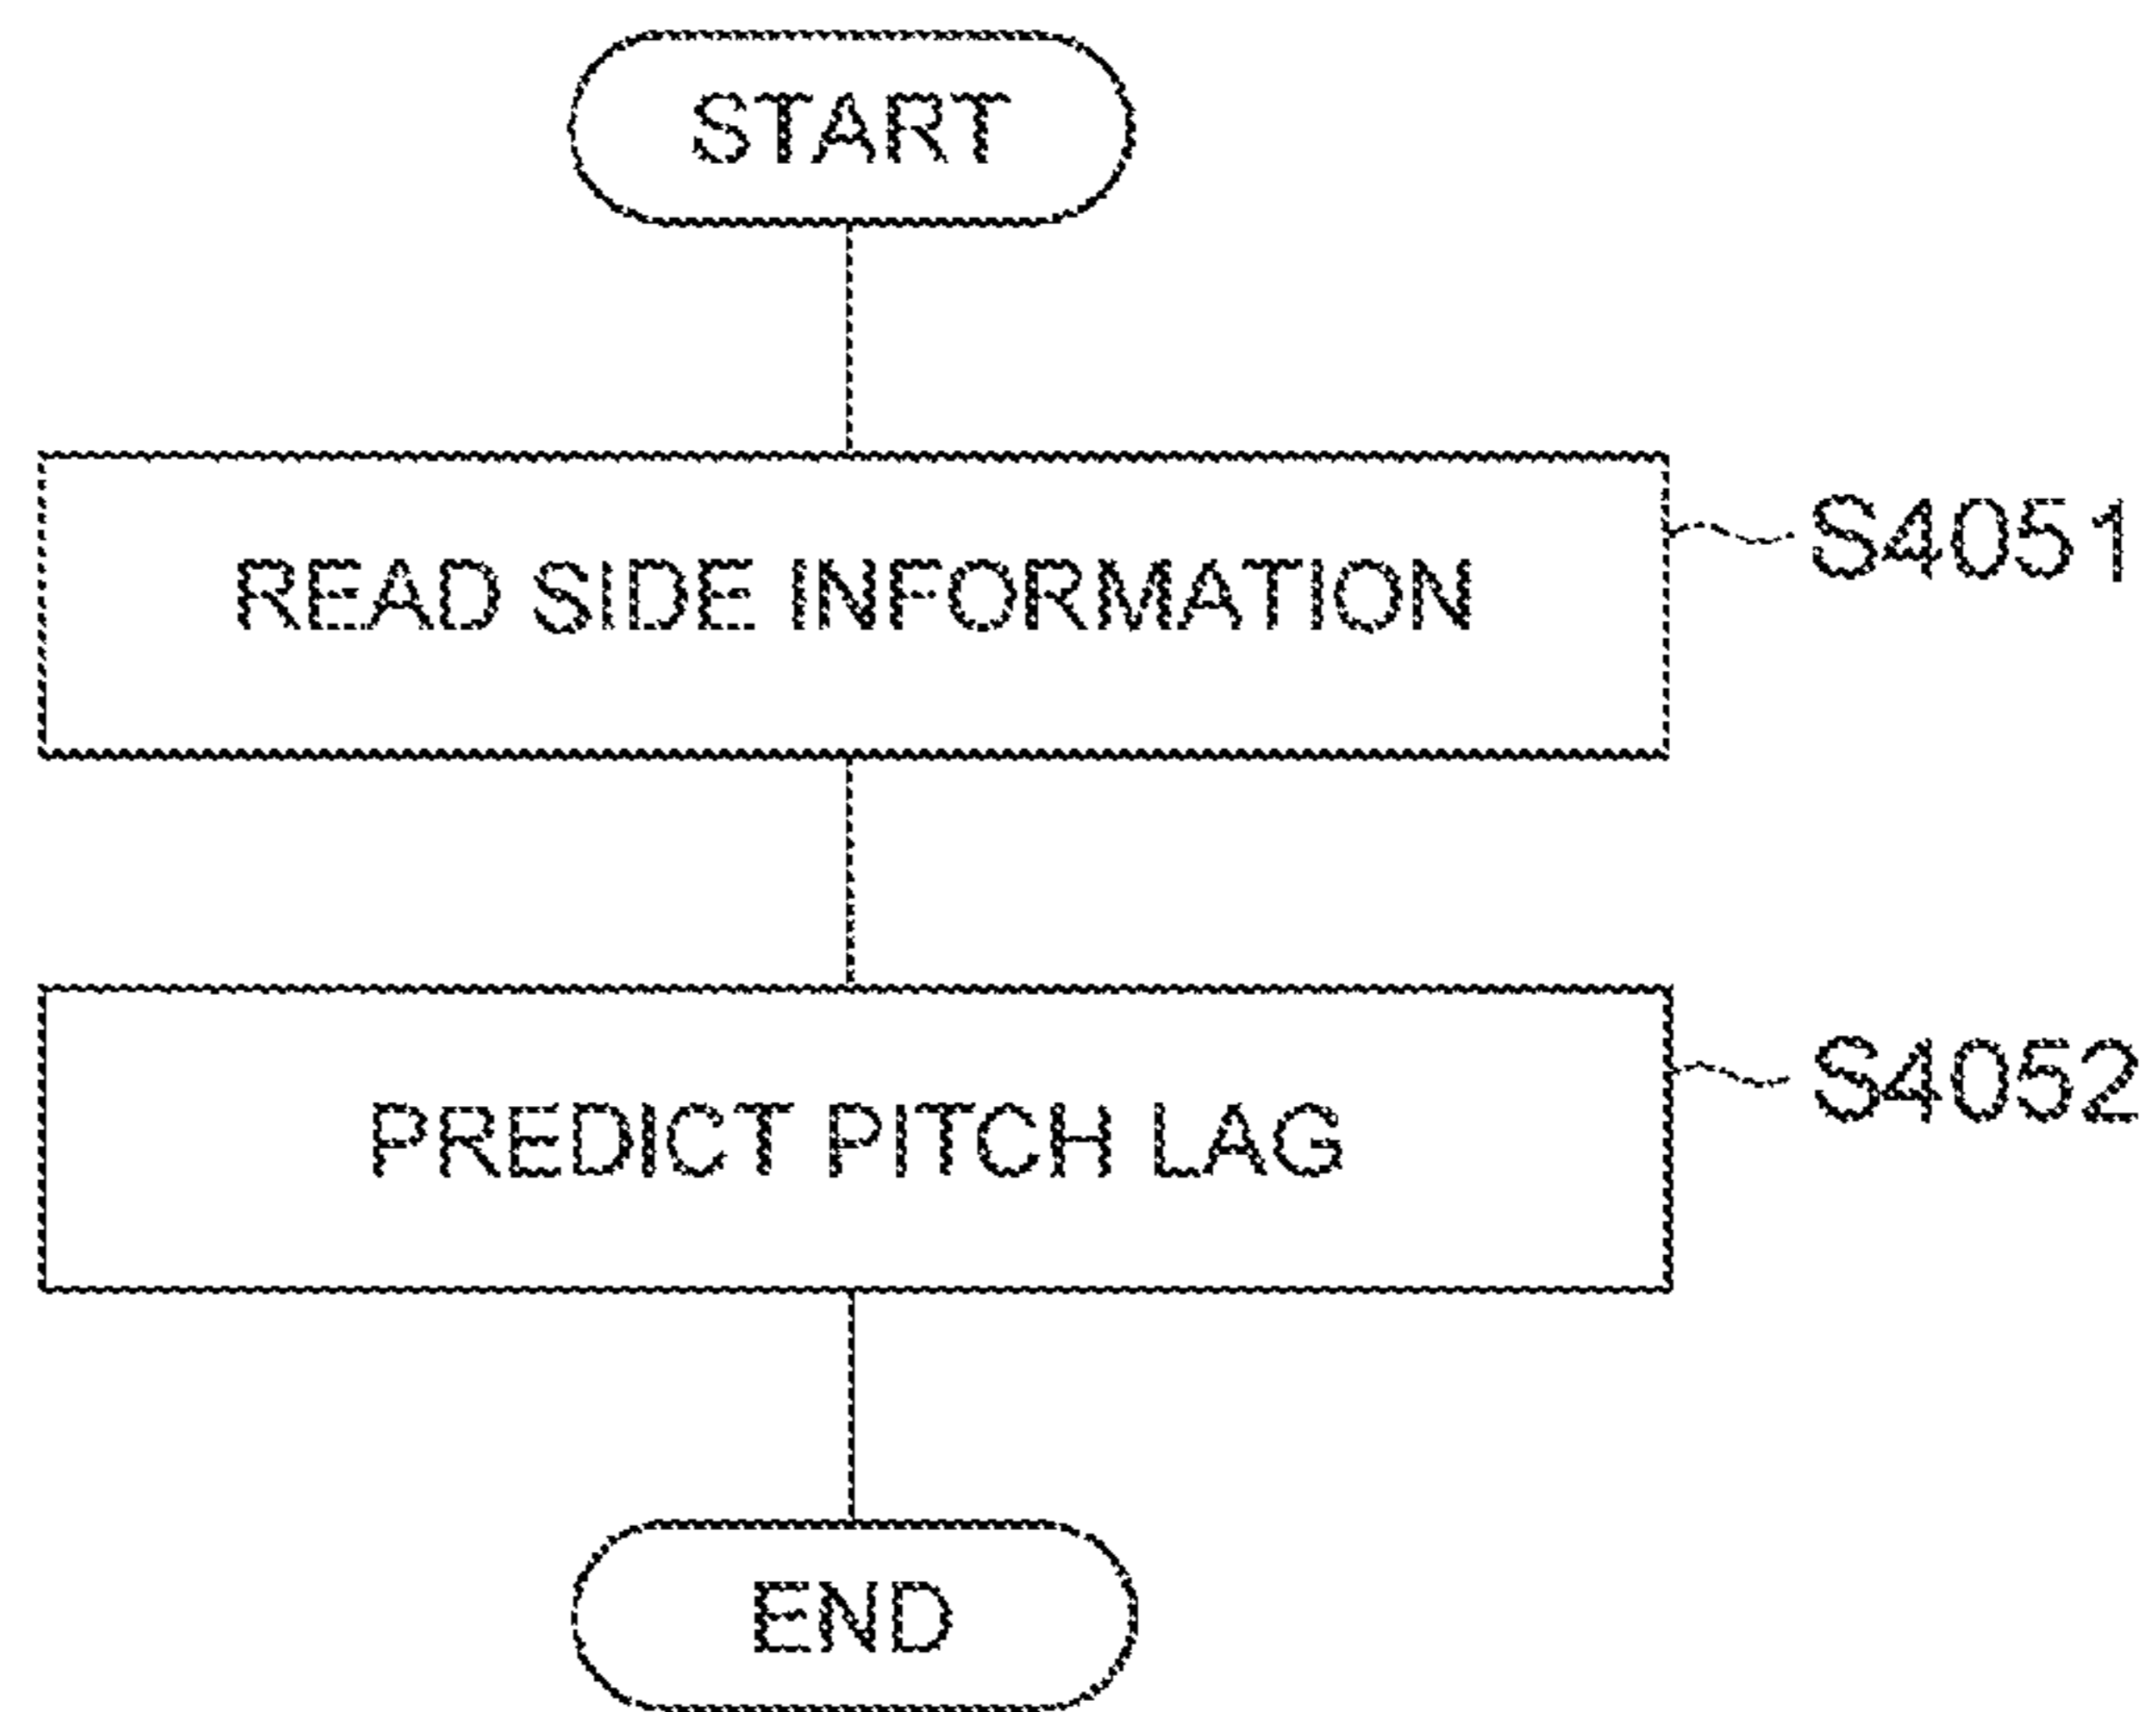 START
READ SIDE INFORMATION
S4051
PREDICT PITCH LAG
S4052
END